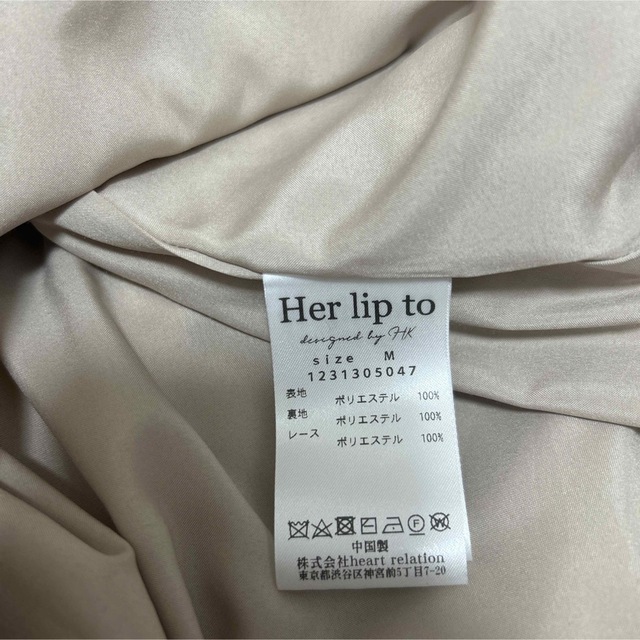 Her lip to
designed by HK
size M
1231305047
表地 ポリエステル 100%
裏地 ポリエステル 100%
レース ポリエステル 100%
中国製
株式会社heart relation
東京都渋谷区神宮前5丁目7-20